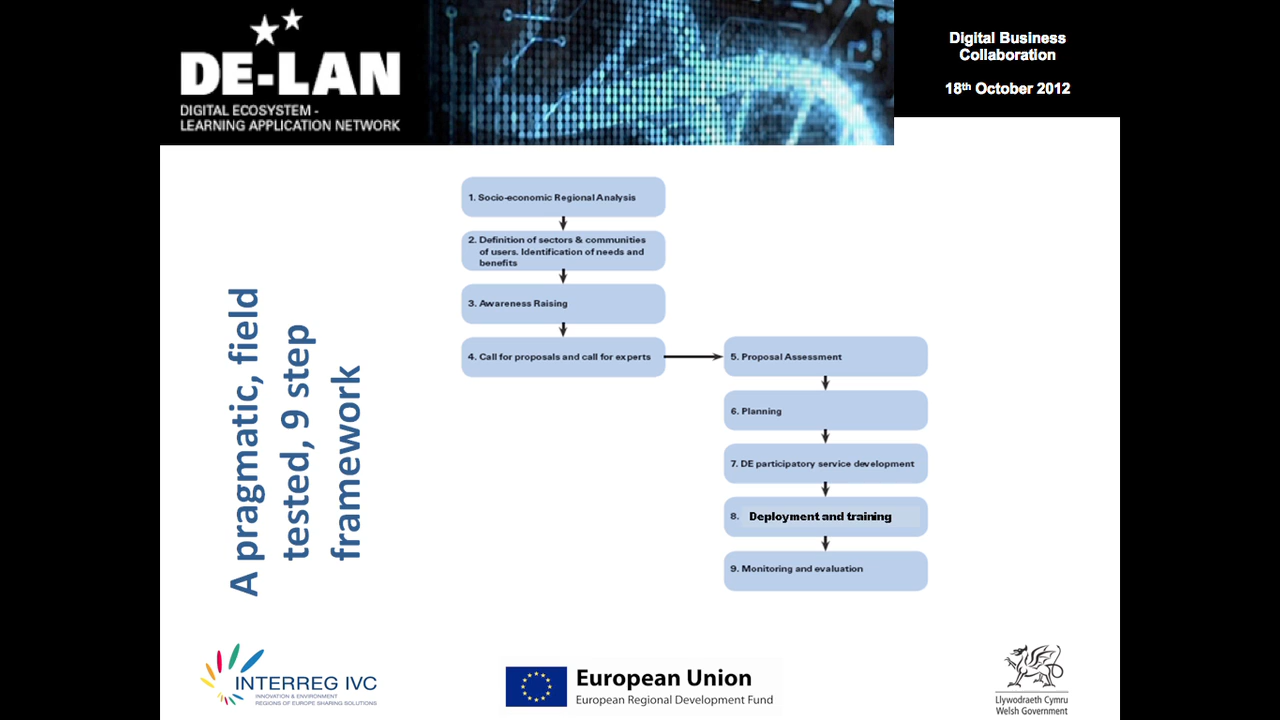 DE-LAN
DIGITAL ECOSYSTEM -
LEARNING APPLICATION NETWORK
Digital Business
Collaboration
18th October 2012
A pragmatic, field
tested, 9 step
framework
1. Socio-economic Regional Analysis
2. Definition of sectors & communities
of users. Identification of needs and
benefits
3. Awareness Raising
4. Call for proposals and call for experts
5. Proposal Assessment
6. Planning
7. DE participatory service development
8. Deployment and training
9. Monitoring and evaluation
INTERREG IVC
INNOVATION & ENVIRONMENT
REGIONS OF EUROPE SHARING SOLUTIONS
European Union
European Regional Development Fund
Llywodraeth Cymru
Welsh Government